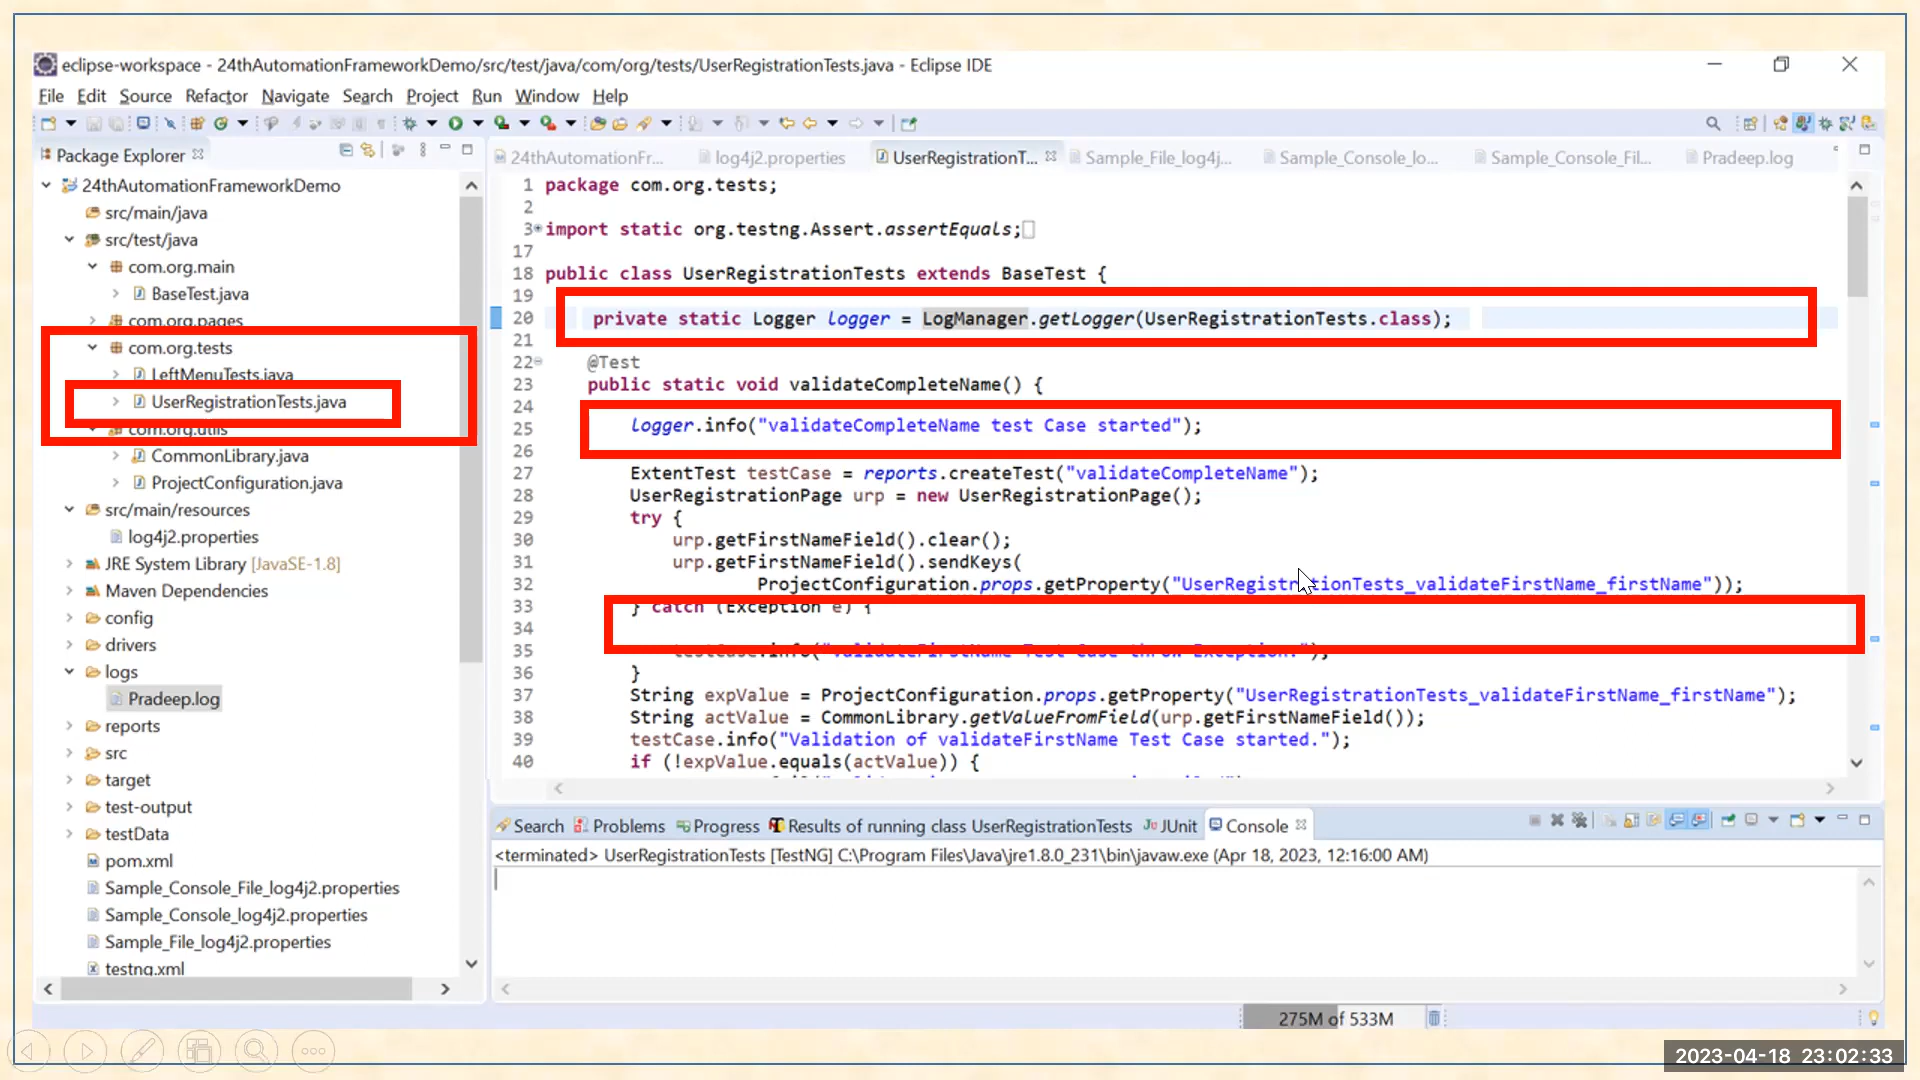 eclipse-workspace - 24thAutomationFrameworkDemo/src/test/java/com/org/tests/UserRegistrationTests.java - Eclipse IDE
File Edit Source Refactor Navigate Search Project Run Window Help
Package Explorer
24thAutomationFrameworkDemo
src/main/java
src/test/java
com.org.main
BaseTest.java
com.org.pages
com.org.tests
LeftMenuTests.java
UserRegistrationTests.java
com.org.utils
CommonLibrary.java
ProjectConfiguration.java
src/main/resources
log4j2.properties
JRE System Library [JavaSE-1.8]
Maven Dependencies
config
drivers
logs
Pradeep.log
reports
src
target
test-output
testData
pom.xml
Sample_Console_File_log4j2.properties
Sample_Console_log4j2.properties
Sample_File_log4j2.properties
testng.xml
24thAutomationFr... log4j2.properties UserRegistrationT... Sample_File_log4j... Sample_Console_lo... Sample_Console_Fil... Pradeep.log
1 package com.org.tests;
2
3 import static org.testng.Assert.assertEquals;
17
18 public class UserRegistrationTests extends BaseTest {
19
20 private static Logger logger = LogManager.getLogger(UserRegistrationTests.class);
21
22 @Test
23 public static void validateCompleteName() {
24
25 logger.info("validateCompleteName test Case started");
26
27 ExtentTest testCase = reports.createTest("validateCompleteName");
28 UserRegistrationPage urp = new UserRegistrationPage();
29 try {
30 urp.getFirstNameField().clear();
31 urp.getFirstNameField().sendKeys(
32 ProjectConfiguration.props.getProperty("UserRegistrationTests_validateFirstName_firstName"));
33 } catch (Exception e) {
34
35 testCase.info("validateFirstName Test Case throw Exception.");
36 }
37 String expValue = ProjectConfiguration.props.getProperty("UserRegistrationTests_validateFirstName_firstName");
38 String actValue = CommonLibrary.getValueFromField(urp.getFirstNameField());
39 testCase.info("Validation of validateFirstName Test Case started.");
40 if (!expValue.equals(actValue)) {
Search Problems Progress Results of running class UserRegistrationTests JUnit Console
<terminated> UserRegistrationTests [TestNG] C:\Program Files\Java\jre1.8.0_231\bin\javaw.exe (Apr 18, 2023, 12:16:00 AM)
275M of 533M
2023-04-18 23:02:33